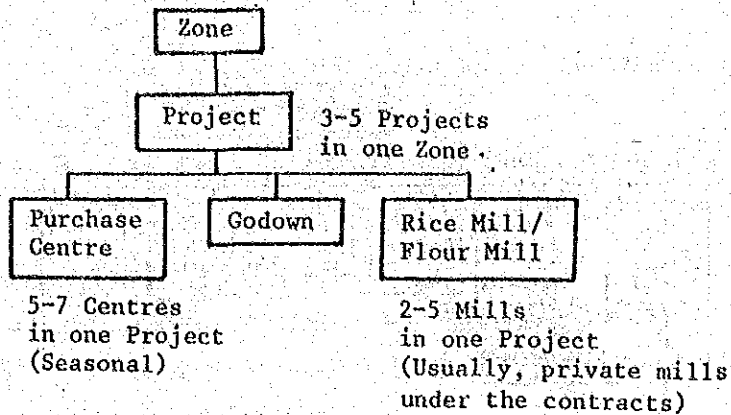 Zone
Project
3-5 Projects
in one Zone.
Purchase
Centre
Godown
Rice Mill/
Flour Mill
5-7 Centres
in one Project
(Seasonal)
2-5 Mills
in one Project
(Usually, private mills
under the contracts)